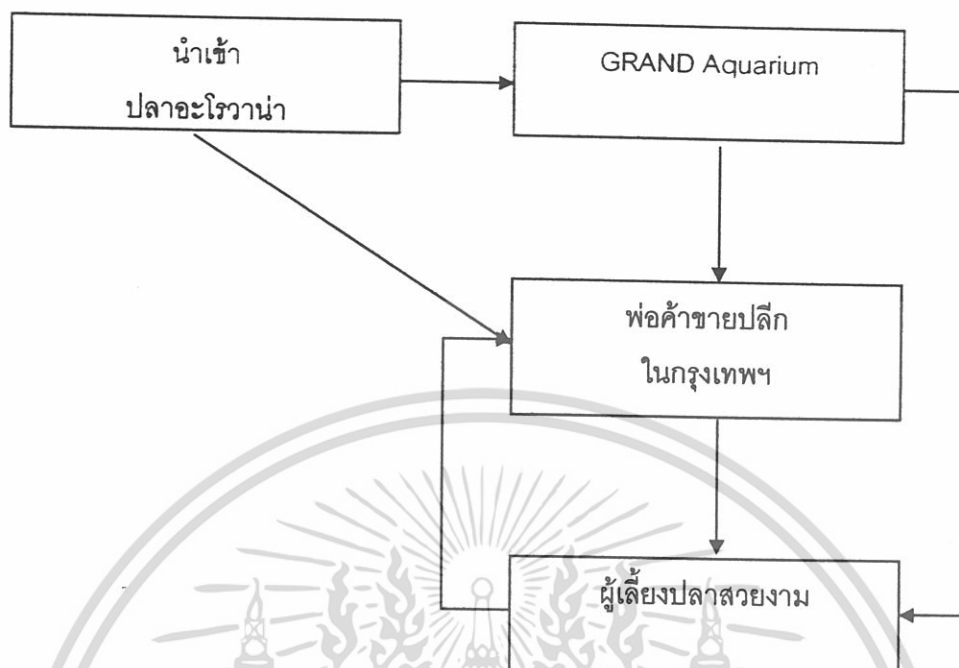 นำเข้า
ปลาอะโรวาน่า
GRAND Aquarium
พ่อค้าขายปลีก
ในกรุงเทพฯ
ผู้เลี้ยงปลาสวยงาม